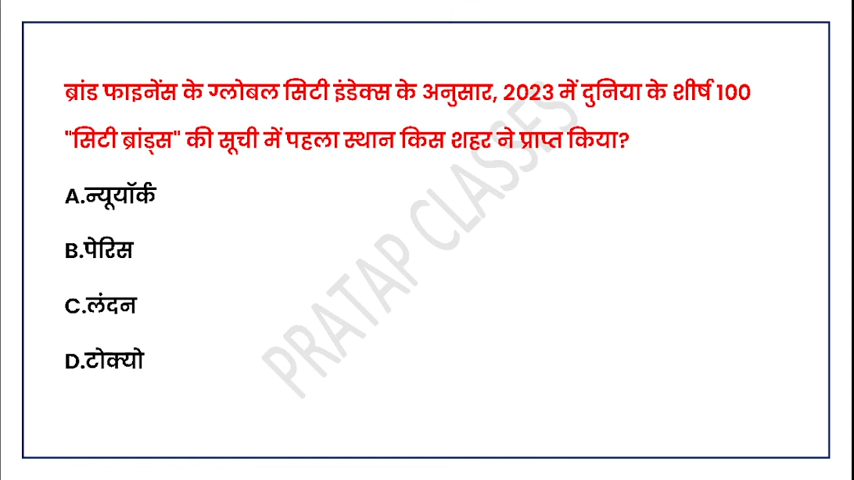 ब्रांड फाइनेंस के ग्लोबल सिटी इंडेक्स के अनुसार, 2023 में दुनिया के शीर्ष 100
"सिटी ब्रांड्स" की सूची में पहला स्थान किस शहर ने प्राप्त किया?
A.न्यूयॉर्क
B.पेरिस
C.लंदन
D.टोक्यो
PRATAP CLASSES